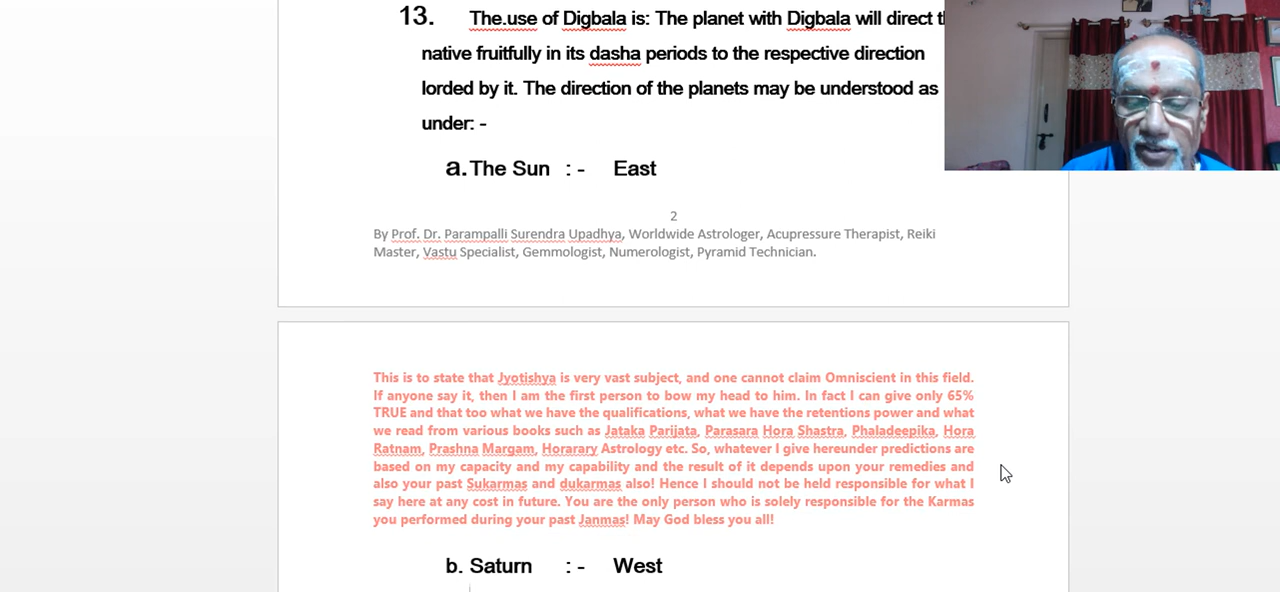 13. The.use of Digbala is: The planet with Digbala will direct
native fruitfully in its dasha periods to the respective direction
lorded by it. The direction of the planets may be understood as
under: -
a. The Sun : - East
2
By Prof. Dr. Parampalli Surendra Upadhya, Worldwide Astrologer, Acupressure Therapist, Reiki
Master, Vastu Specialist, Gemmologist, Numerologist, Pyramid Technician.
This is to state that Jyotishya is very vast subject, and one cannot claim Omniscient in this field.
If anyone say it, then I am the first person to bow my head to him. In fact I can give only 65%
TRUE and that too what we have the qualifications, what we have the retentions power and what
we read from various books such as Jataka Parijata, Parasara Hora Shastra, Phaladeepika, Hora
Ratnam, Prashna Margam, Horarary Astrology etc. So, whatever I give hereunder predictions are
based on my capacity and my capability and the result of it depends upon your remedies and
also your past Sukarmas and dukarmas also! Hence I should not be held responsible for what I
say here at any cost in future. You are the only person who is solely responsible for the Karmas
you performed during your past Janmas! May God bless you all!
b. Saturn : - West